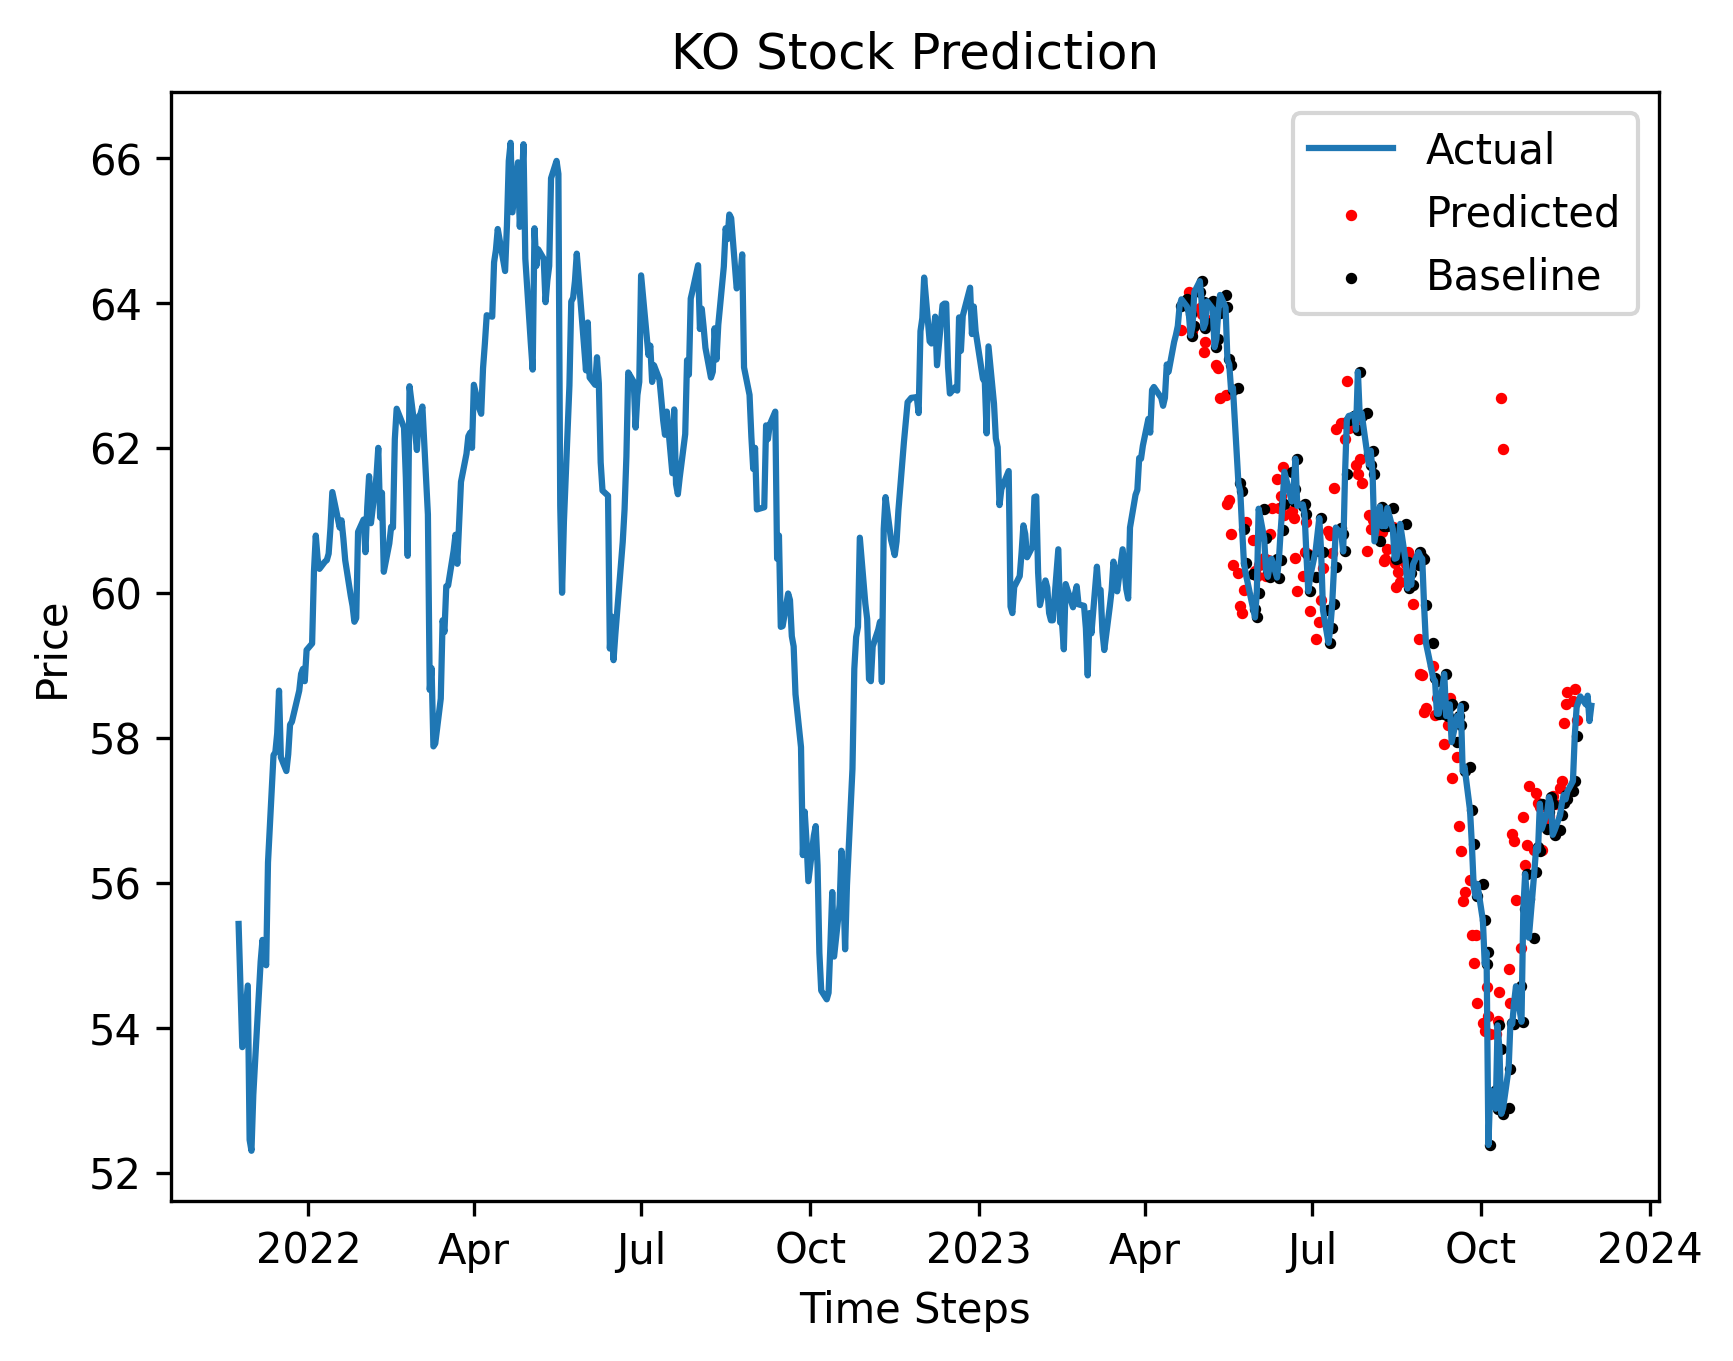 KO Stock Prediction
Actual
Predicted
Baseline
Price
66
64
62
60
58
56
54
52
2022 Apr Jul Oct 2023 Apr Jul Oct 2024
Time Steps